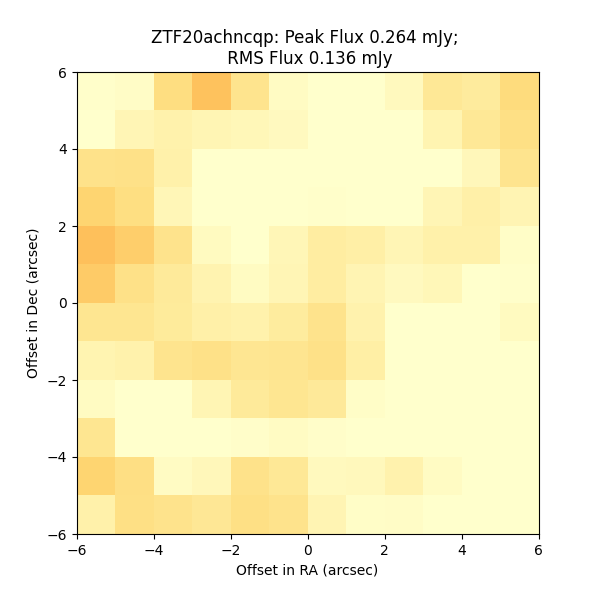 ZTF20achncqp: Peak Flux 0.264 mJy;
RMS Flux 0.136 mJy
6
4
2
0
−2
−4
−6
Offset in Dec (arcsec)
−6 −4 −2 0 2 4 6
Offset in RA (arcsec)